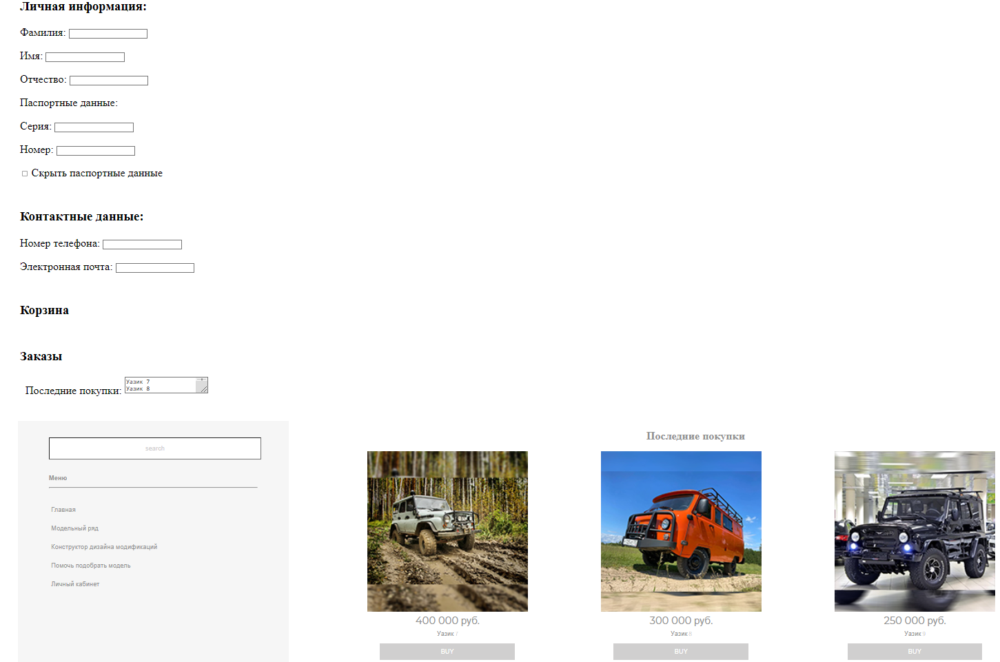 Личная информация:
Фамилия:
Имя:
Отчество:
Паспортные данные:
Серия:
Номер:
Скрыть паспортные данные
Контактные данные:
Номер телефона:
Электронная почта:
Корзина
Заказы
Последние покупки:
Уазик 7
Уазик 8
search
Меню
Главная
Модельный ряд
Конструктор дизайна модификаций
Помочь подобрать модель
Личный кабинет
Последние покупки
400 000 руб.
Уазик 7
BUY
300 000 руб.
Уазик 8
BUY
250 000 руб.
Уазик 9
BUY